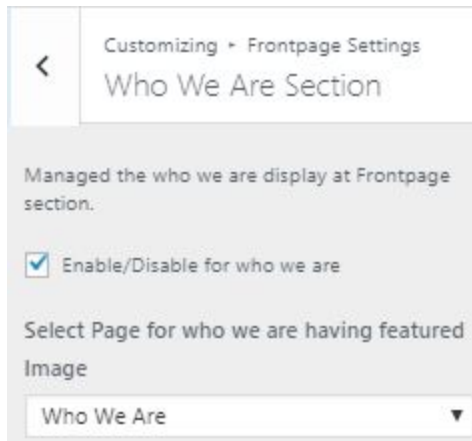 Customizing ▸ Frontpage Settings
Who We Are Section
Managed the who we are display at Frontpage
section.
Enable/Disable for who we are
Select Page for who we are having featured
Image
Who We Are